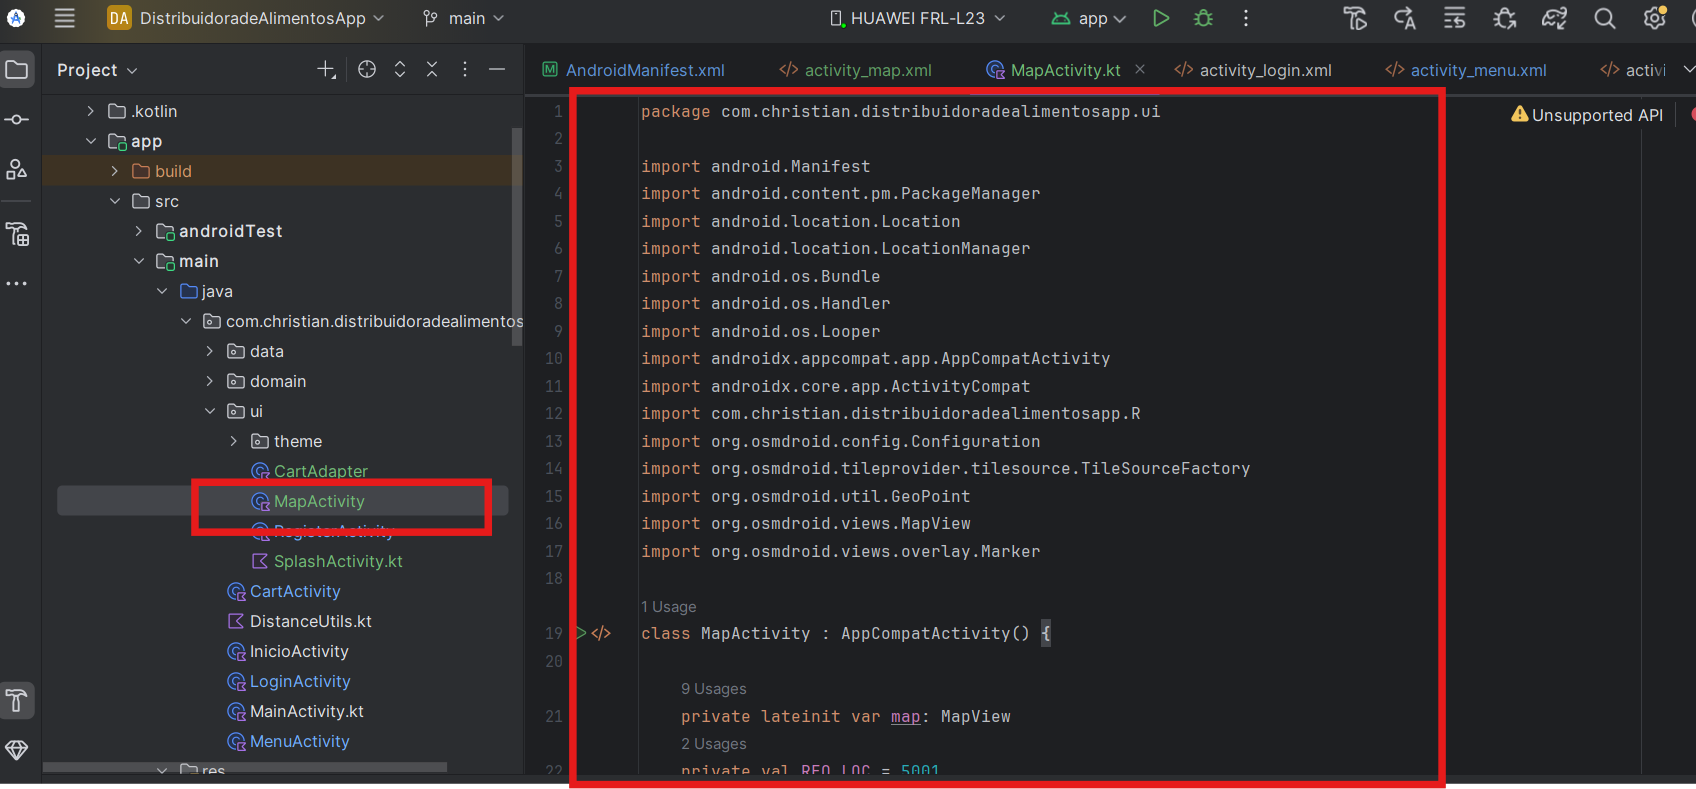 DA DistribuidoradeAlimentosApp main HUAWEI FRL-L23 app
Project
AndroidManifest.xml activity_map.xml MapActivity.kt activity_login.xml activity_menu.xml activi
.kotlin
app
build
src
androidTest
main
java
com.christian.distribuidoradealimentos
data
domain
ui
theme
CartAdapter
MapActivity
RegisterActivity
SplashActivity.kt
CartActivity
DistanceUtils.kt
InicioActivity
LoginActivity
MainActivity.kt
MenuActivity
res
Unsupported API
1 package com.christian.distribuidoradealimentosapp.ui
2
3 import android.Manifest
4 import android.content.pm.PackageManager
5 import android.location.Location
6 import android.location.LocationManager
7 import android.os.Bundle
8 import android.os.Handler
9 import android.os.Looper
10 import androidx.appcompat.app.AppCompatActivity
11 import androidx.core.app.ActivityCompat
12 import com.christian.distribuidoradealimentosapp.R
13 import org.osmdroid.config.Configuration
14 import org.osmdroid.tileprovider.tilesource.TileSourceFactory
15 import org.osmdroid.util.GeoPoint
16 import org.osmdroid.views.MapView
17 import org.osmdroid.views.overlay.Marker
18
1 Usage
19 class MapActivity : AppCompatActivity() {
20
9 Usages
21 private lateinit var map: MapView
2 Usages
22 private val REQ_LOC = 5001